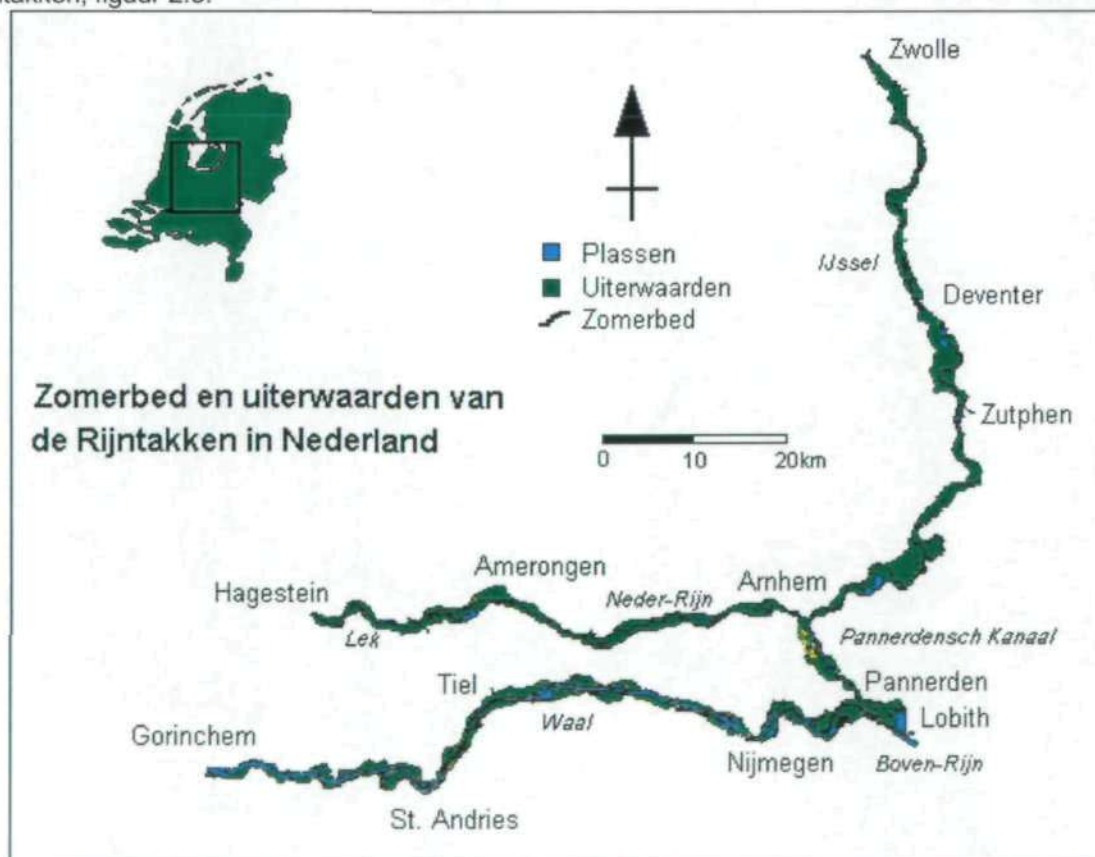 Zwolle
Plassen
Uiterwaarden
Zomerbed
IJssel
Deventer
Zomerbed en uiterwaarden van
de Rijntakken in Nederland
Zutphen
0 10 20km
Amerongen
Arnhem
Hagestein
Neder-Rijn
Lek
Pannerdensch Kanaal
Tiel
Pannerden
Waal
Lobith
Gorinchem
Nijmegen
Boven-Rijn
St. Andries